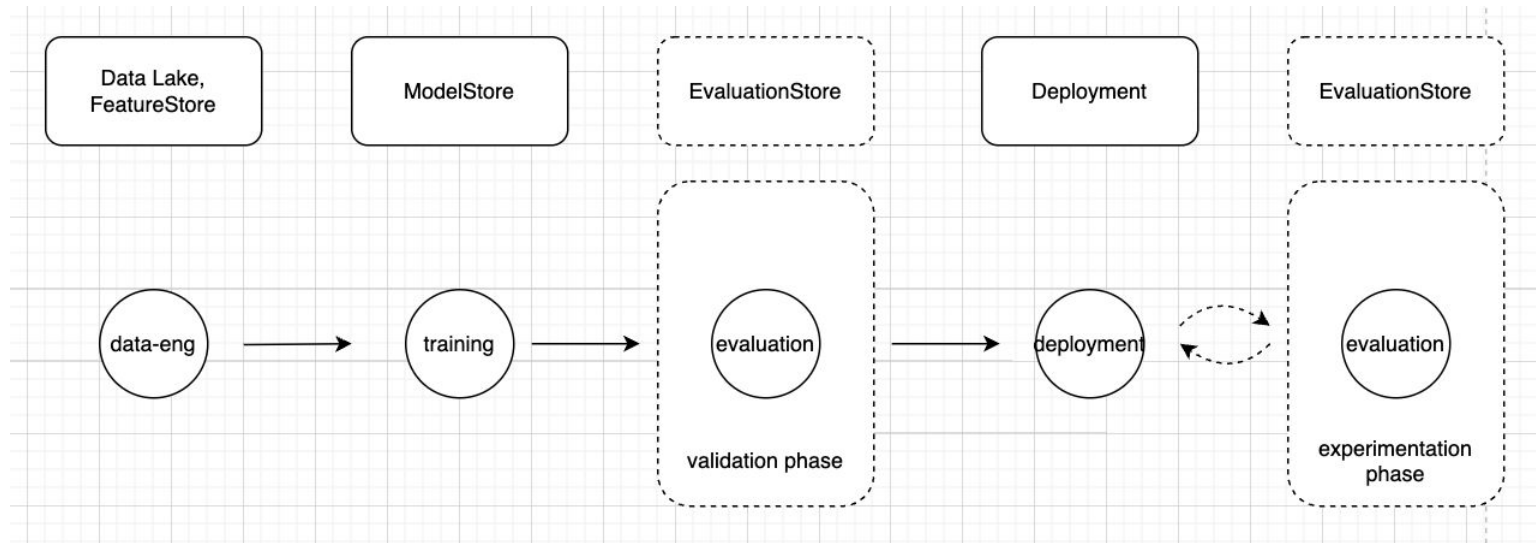 Data Lake,
FeatureStore
ModelStore
EvaluationStore
Deployment
EvaluationStore
data-eng
training
evaluation
deployment
evaluation
validation phase
experimentation
phase